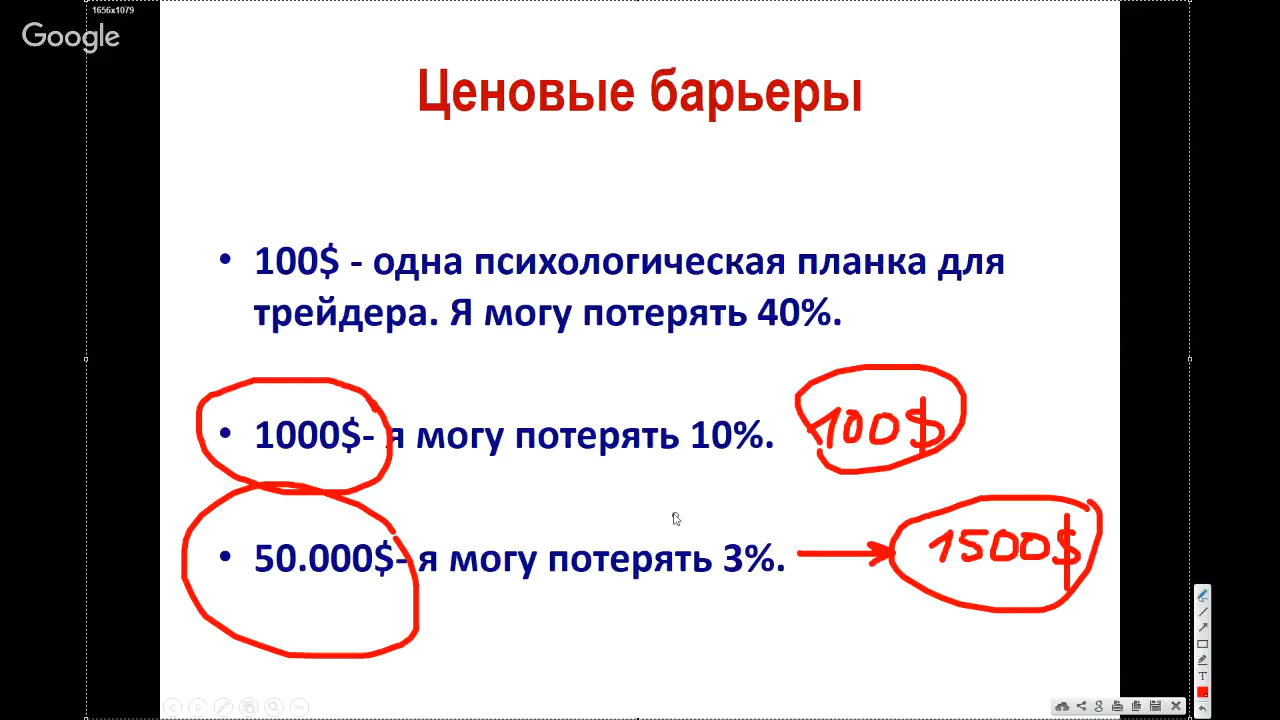 1656x1079
Google
Ценовые барьеры
• 100$ - одна психологическая планка для
трейдера. Я могу потерять 40%.
• 1000$- я могу потерять 10%. 100$
• 50.000$- я могу потерять 3%. 1500$